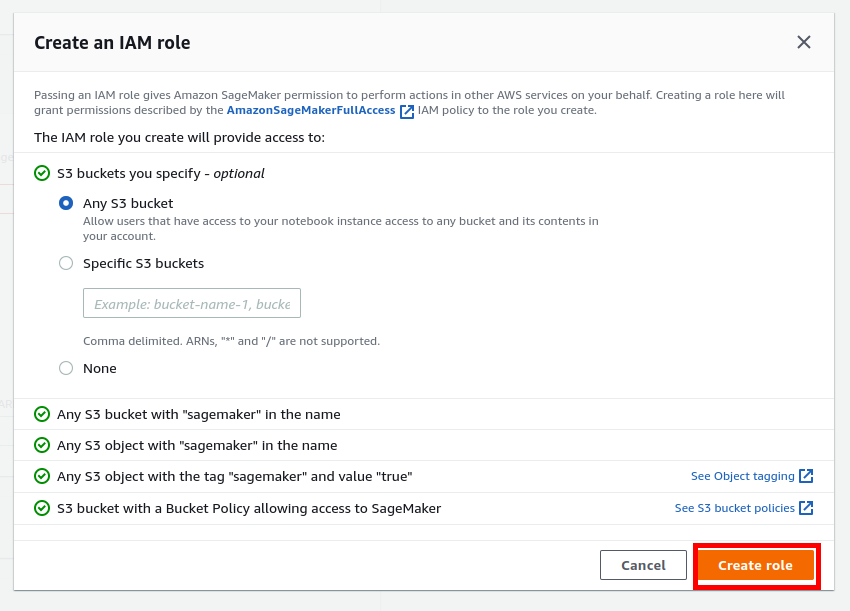 Create an IAM role
Passing an IAM role gives Amazon SageMaker permission to perform actions in other AWS services on your behalf. Creating a role here will
grant permissions described by the AmazonSageMakerFullAccess IAM policy to the role you create.
The IAM role you create will provide access to:
S3 buckets you specify - optional
Any S3 bucket
Allow users that have access to your notebook instance access to any bucket and its contents in
your account.
Specific S3 buckets
Example: bucket-name-1, bucke
Comma delimited. ARNs, "*" and "/" are not supported.
None
Any S3 bucket with "sagemaker" in the name
Any S3 object with "sagemaker" in the name
Any S3 object with the tag "sagemaker" and value "true"
See Object tagging
S3 bucket with a Bucket Policy allowing access to SageMaker
See S3 bucket policies
Cancel
Create role